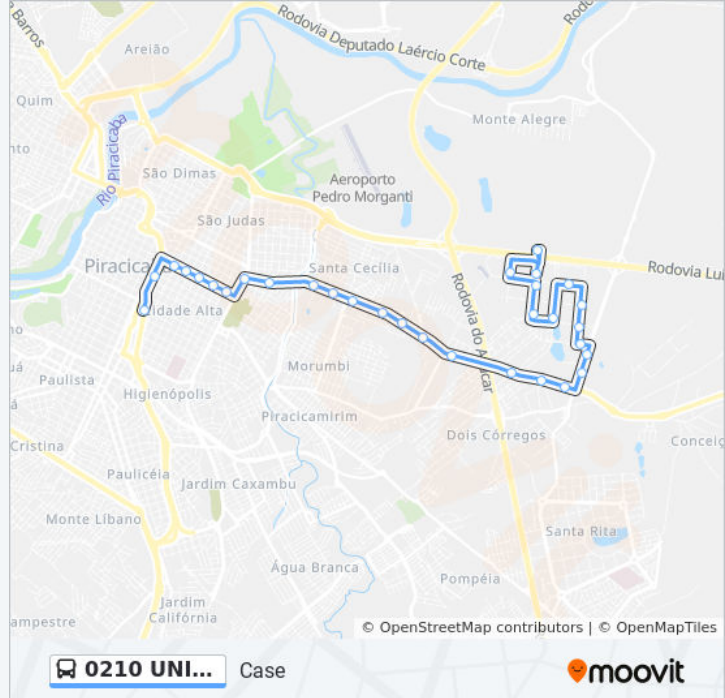 Barros
Rodovia Deputado Laércio Corte
Areião
Quim
Monte Alegre
Rio Piracicaba
São Dimas
Aeroporto
Pedro Morganti
São Judas
Piracica
Santa Cecília
Rodovia Lui
Cidade Alta
Rodovia do A úcar
Morumbi
Paulista
Higienópolis
Piracicamirim
Cristina
Dois Córregos
Conceiç
Paulicéia
Jardim Caxambu
Monte Líbano
Santa Rita
Água Branca
Pompéia
Jardim
Califórnia
ampestre
© OpenStreetMap contributors | © OpenMapTiles
0210 UNI... Case
moovit